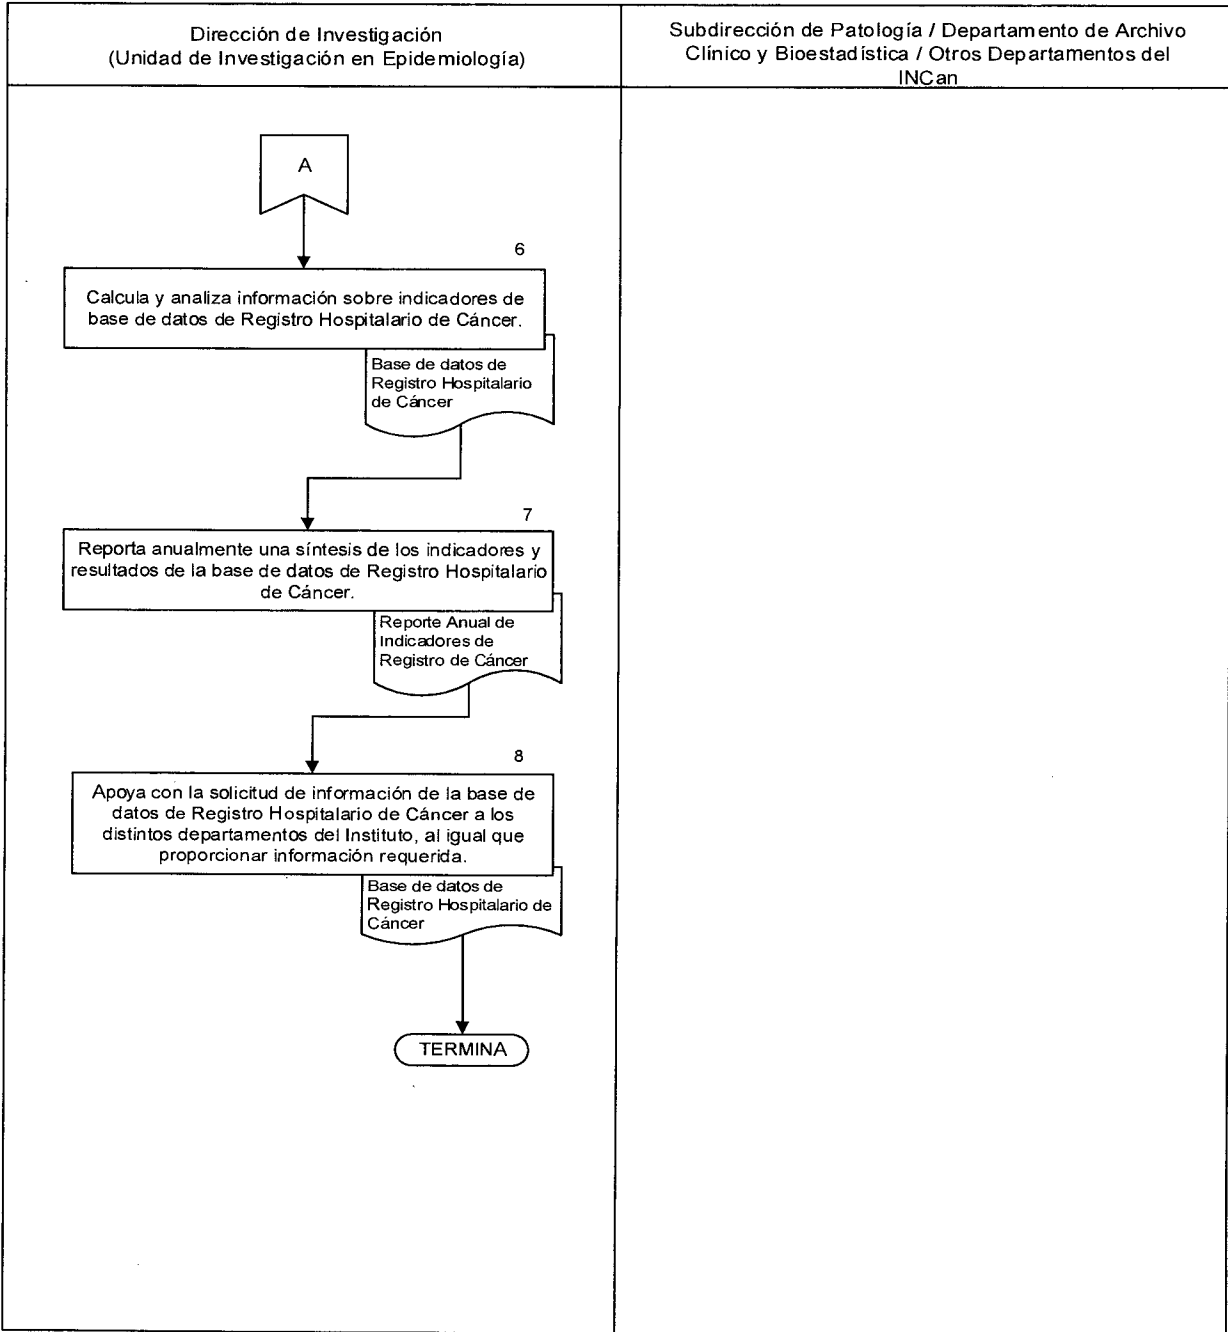 Dirección de Investigación
(Unidad de Investigación en Epidemiología)
Subdirección de Patología / Departamento de Archivo
Clínico y Bioestadística / Otros Departamentos del
INCan
A
6
Calcula y analiza información sobre indicadores de
base de datos de Registro Hospitalario de Cáncer.
Base de datos de
Registro Hospitalario
de Cáncer
7
Reporta anualmente una síntesis de los indicadores y
resultados de la base de datos de Registro Hospitalario
de Cáncer.
Reporte Anual de
Indicadores de
Registro de Cáncer
8
Apoya con la solicitud de información de la base de
datos de Registro Hospitalario de Cáncer a los
distintos departamentos del Instituto, al igual que
proporcionar información requerida.
Base de datos de
Registro Hospitalario de
Cáncer
TERMINA